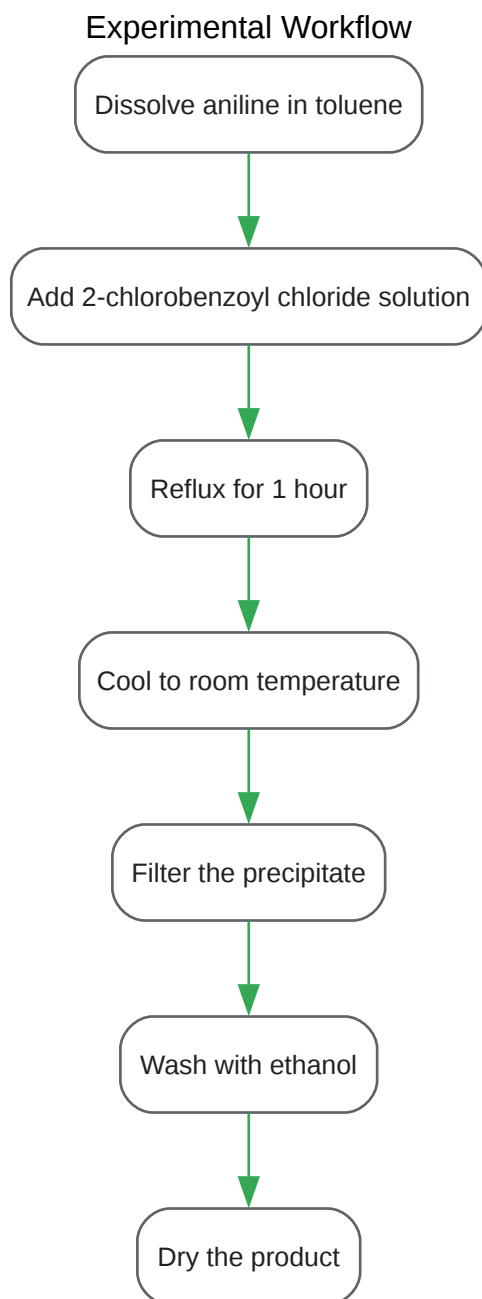 Experimental Workflow
Dissolve aniline in toluene
Add 2-chlorobenzoyl chloride solution
Reflux for 1 hour
Cool to room temperature
Filter the precipitate
Wash with ethanol
Dry the product